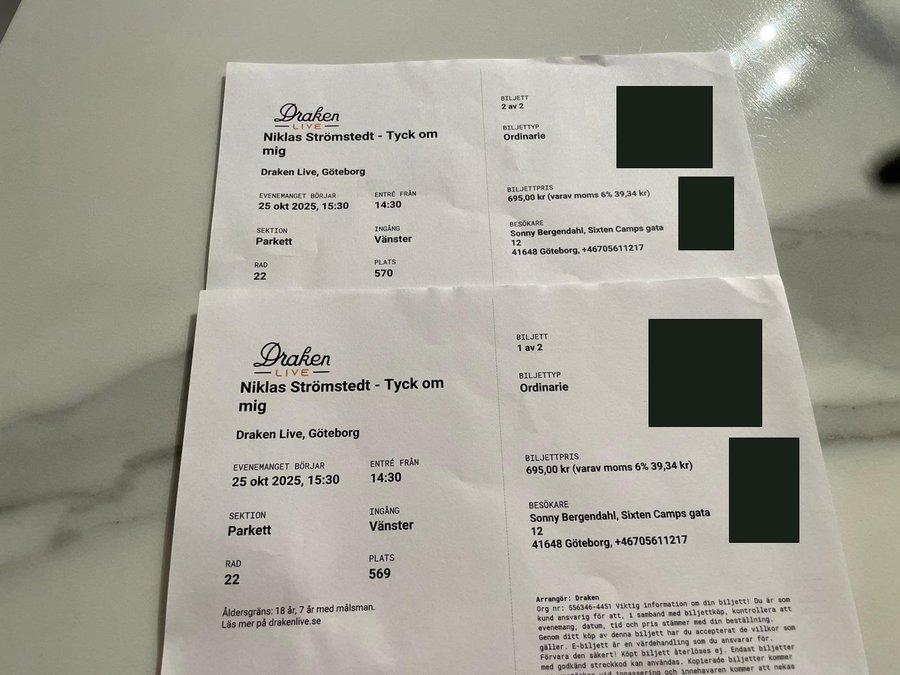 Draken
LIVE
Niklas Strömstedt - Tyck om
mig
Draken Live, Göteborg
EVENEMANGET BÖRJAR
25 okt 2025, 15:30
ENTRÉ FRÅN
14:30
SEKTION
Parkett
INGÅNG
Vänster
RAD
22
PLATS
570
BILJETT
2 av 2
BILJETTYP
Ordinarie
BILJETTPRIS
695,00 kr (varav moms 6% 39,34 kr)
BESÖKARE
Sonny Bergendahl, Sixten Camps gata
12
41648 Göteborg, +46705611217
Draken
LIVE
Niklas Strömstedt - Tyck om
mig
Draken Live, Göteborg
EVENEMANGET BÖRJAR
25 okt 2025, 15:30
ENTRÉ FRÅN
14:30
SEKTION
Parkett
INGÅNG
Vänster
RAD
22
PLATS
569
Åldersgräns: 18 år, 7 år med målsman.
Läs mer på drakenlive.se
BILJETT
1 av 2
BILJETTYP
Ordinarie
BILJETTPRIS
695,00 kr (varav moms 6% 39,34 kr)
BESÖKARE
Sonny Bergendahl, Sixten Camps gata
12
41648 Göteborg, +46705611217
Arrangör: Draken
Org nr: 556346-4451 Viktig information om din biljett! Du är som
kund ansvarig för att, i samband med biljettköp, kontrollera att
evenemang, datum, tid och pris stämmer med din beställning.
Genom ditt köp av denna biljett har du accepterat de villkor som
gäller. E-biljett är en värdehandling som du ansvarar för.
Förvara den säkert! Köpt biljett återlöses ej. Endast biljetter
med godkänd streckkod kan användas. Kopierade biljetter kommer
vid inpassering och innehavaren kommer att nekas